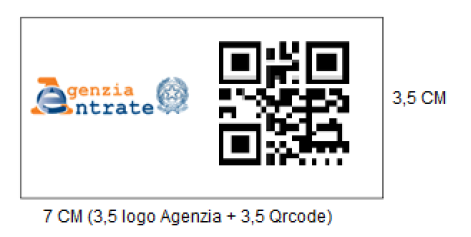 Agenzia
Entrate
3,5 CM
7 CM (3,5 logo Agenzia + 3,5 Qrcode)